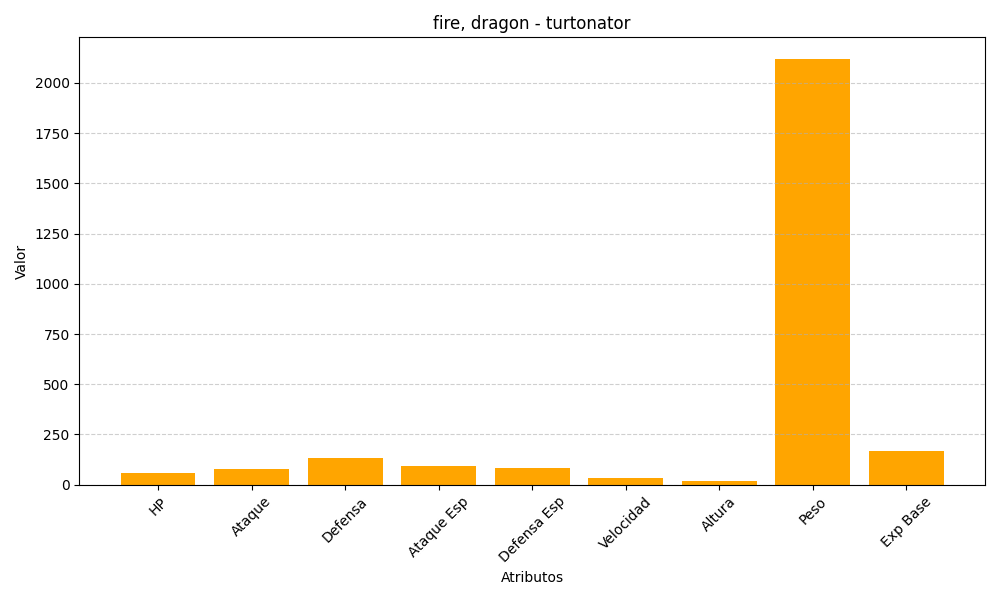 fire, dragon - turtonator
Valor
2000
1750
1500
1250
1000
750
500
250
0
HP
Ataque
Defensa
Ataque Esp
Defensa Esp
Velocidad
Altura
Peso
Exp Base
Atributos